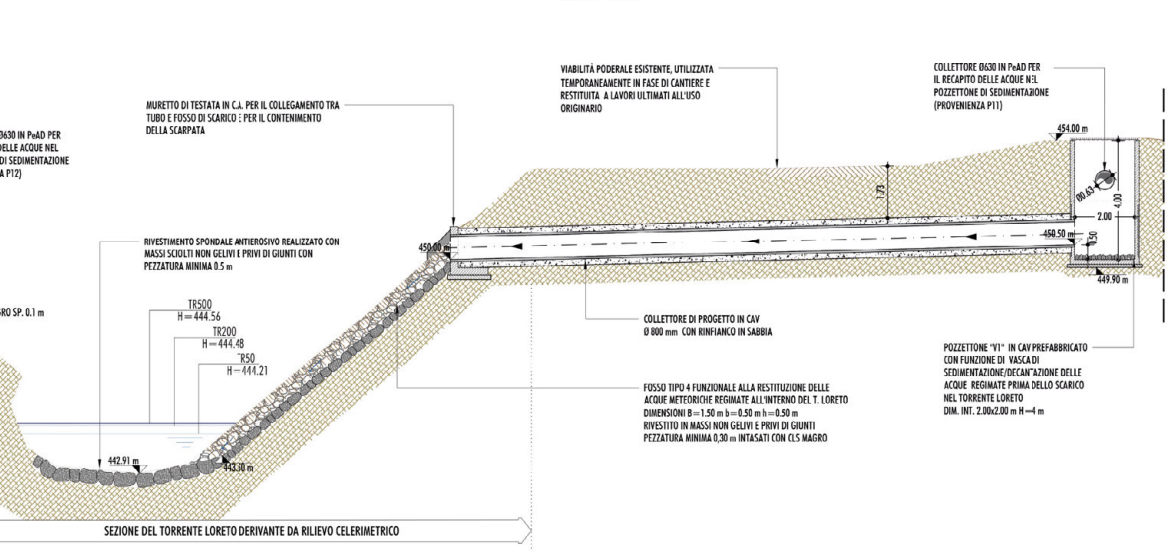 VIABILITÀ PODERALE ESISTENTE, UTILIZZATA
TEMPORANEAMENTE IN FASE DI CANTIERE E
RESTITUITA A LAVORI ULTIMATI ALL'USO
ORIGINARIO
COLLETTORE Ø630 IN PeAD PER
IL RECAPITO DELLE ACQUE NEL
POZZETTONE DI SEDIMENTAZIONE
(PROVENIENZA P11)
MURETTO DI TESTATA IN C.A. PER IL COLLEGAMENTO TRA
TUBO E FOSSO DI SCARICO E PER IL CONTENIMENTO
DELLA SCARPATA
Ø630 IN PeAD PER
DELLE ACQUE NEL
DI SEDIMENTAZIONE
A P12)
454.00 m
Ø0.63
4.00
1.73
2.00
450.00 m
450.50 m
0.50
449.90 m
RIVESTIMENTO SPONDALE ANTIEROSIVO REALIZZATO CON
MASSI SCIOLTI NON GELIVI E PRIVI DI GIUNTI CON
PEZZATURA MINIMA 0.5 m
GRO SP. 0.1 m
TR500
H=444.56
TR200
H=444.48
TR50
H=444.21
COLLETTORE DI PROGETTO IN CAV
Ø 800 mm CON RINFIANCO IN SABBIA
POZZETTONE "V1" IN CAV PREFABBRICATO
CON FUNZIONE DI VASCA DI
SEDIMENTAZIONE/DECANTAZIONE DELLE
ACQUE REGIMATE PRIMA DELLO SCARICO
NEL TORRENTE LORETO
DIM. INT. 2.00x2.00 m H=4 m
FOSSO TIPO 4 FUNZIONALE ALLA RESTITUZIONE DELLE
ACQUE METEORICHE REGIMATE ALL'INTERNO DEL T. LORETO
DIMENSIONI B=1.50 m b=0.50 m h=0.50 m
RIVESTITO IN MASSI NON GELIVI E PRIVI DI GIUNTI
PEZZATURA MINIMA 0,30 m INTASATI CON CLS MAGRO
442.91 m
443.30 m
SEZIONE DEL TORRENTE LORETO DERIVANTE DA RILIEVO CELERIMETRICO